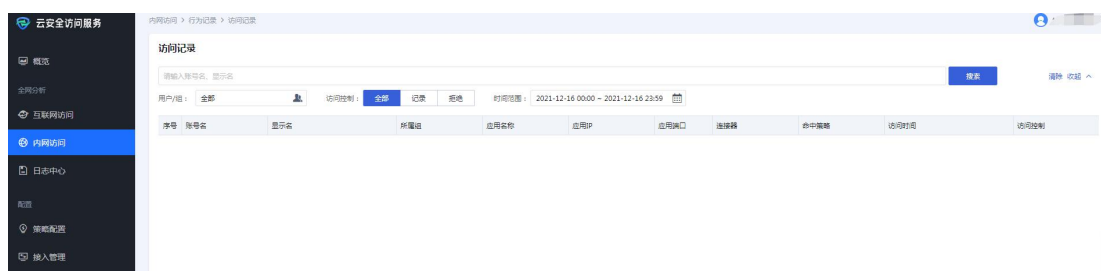 云安全访问服务
内网访问 > 行为记录 > 访问记录
访问记录
请输入账号名、显示名
搜索
清除 收起
用户/组： 全部
访问控制： 全部 记录 拒绝
时间范围： 2021-12-16 00:00 ~ 2021-12-16 23:59
序号 账号名 显示名 所属组 应用名称 应用IP 应用端口 连接器 命中策略 访问时间 访问控制
概览
全网分析
互联网访问
内网访问
日志中心
配置
策略配置
接入管理